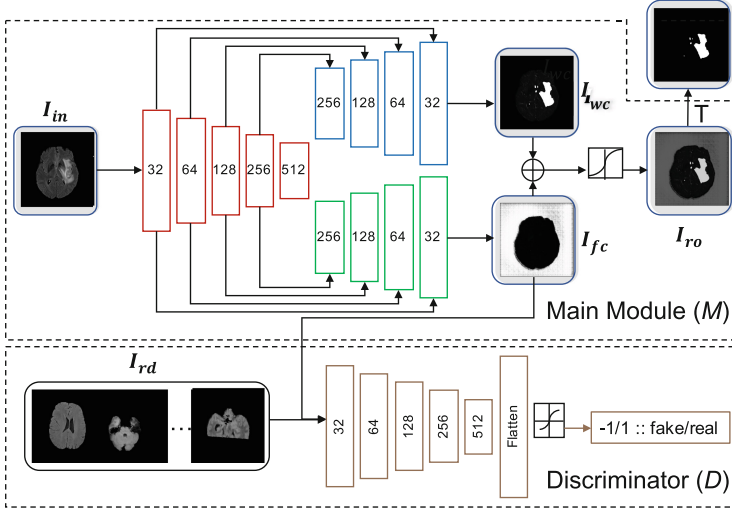 I_in
32
64
128
256
512
256
128
64
32
256
128
64
32
I_wc
I_fc
T
I_ro
Main Module (M)
I_rd
...
32
64
128
256
512
Flatten
-1/1 :: fake/real
Discriminator (D)